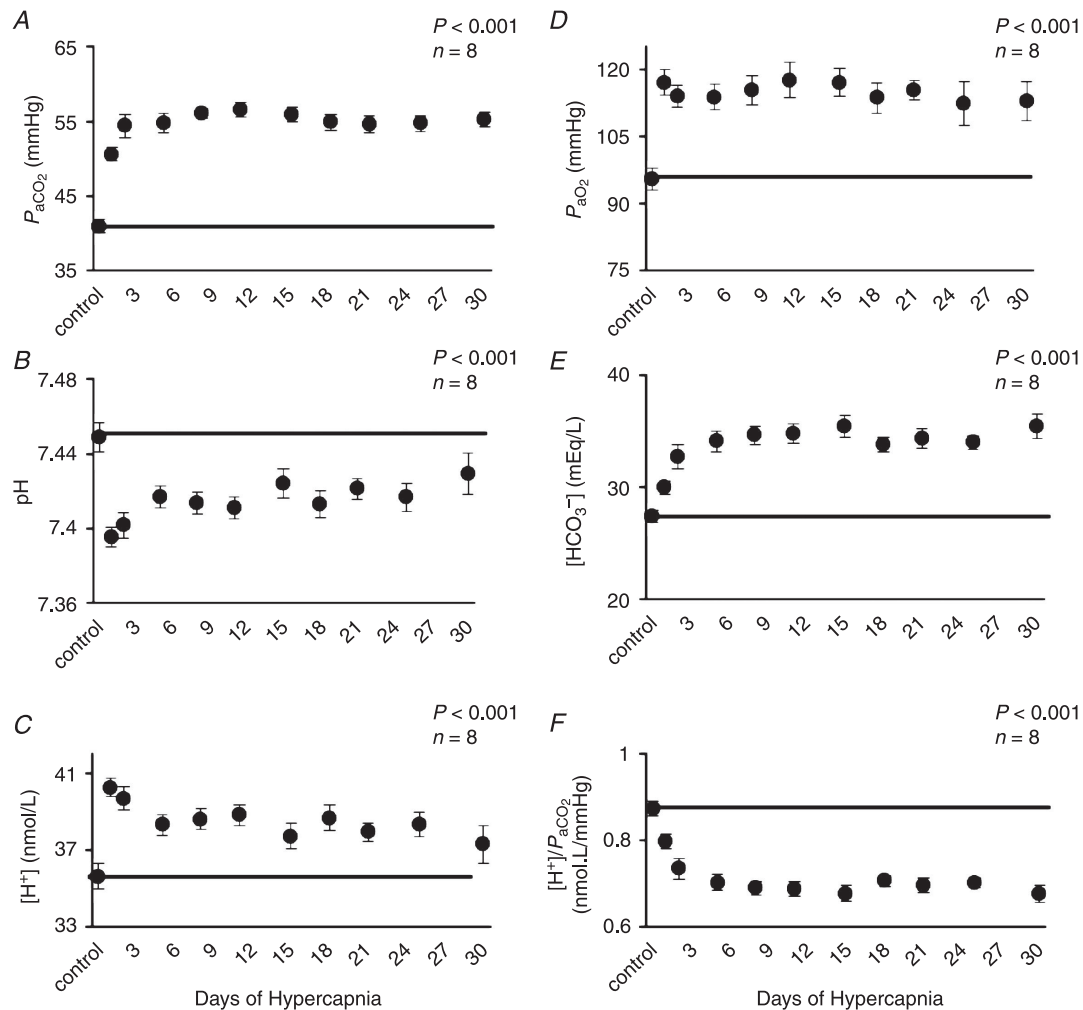 A
P < 0.001
n = 8
65
55
45
35
PaCO2 (mmHg)
control 3 6 9 12 15 18 21 24 27 30
D
P < 0.001
n = 8
120
105
90
75
PaO2 (mmHg)
control 3 6 9 12 15 18 21 24 27 30
B
P < 0.001
n = 8
7.48
7.44
7.4
7.36
pH
control 3 6 9 12 15 18 21 24 27 30
E
P < 0.001
n = 8
40
30
20
[HCO3−] (mEq/L)
control 3 6 9 12 15 18 21 24 27 30
C
P < 0.001
n = 8
41
37
33
[H+] (nmol/L)
control 3 6 9 12 15 18 21 24 27 30
Days of Hypercapnia
F
P < 0.001
n = 8
1
0.8
0.6
[H+]/PaCO2
(nmol.L/mmHg)
control 3 6 9 12 15 18 21 24 27 30
Days of Hypercapnia